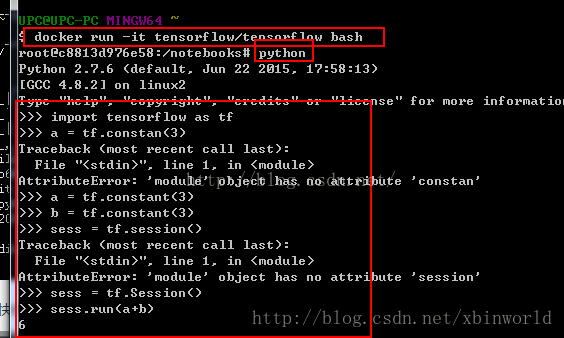 UPC@UPC-PC MINGW64 ~
$ docker run -it tensorflow/tensorflow bash
root@c8813d976e58:/notebooks# python
Python 2.7.6 (default, Jun 22 2015, 17:58:13)
[GCC 4.8.2] on linux2
Type "help", "copyright", "credits" or "license" for more information
>>> import tensorflow as tf
>>> a = tf.constan(3)
Traceback (most recent call last):
File "<stdin>", line 1, in <module>
AttributeError: 'module' object has no attribute 'constan'
http://blog.csdn.net/
>>> a = tf.constant(3)
>>> b = tf.constant(3)
>>> sess = tf.session()
Traceback (most recent call last):
File "<stdin>", line 1, in <module>
AttributeError: 'module' object has no attribute 'session'
>>> sess = tf.Session()
>>> sess.run(a+b)
6
http://blog.csdn.net/xbinworld